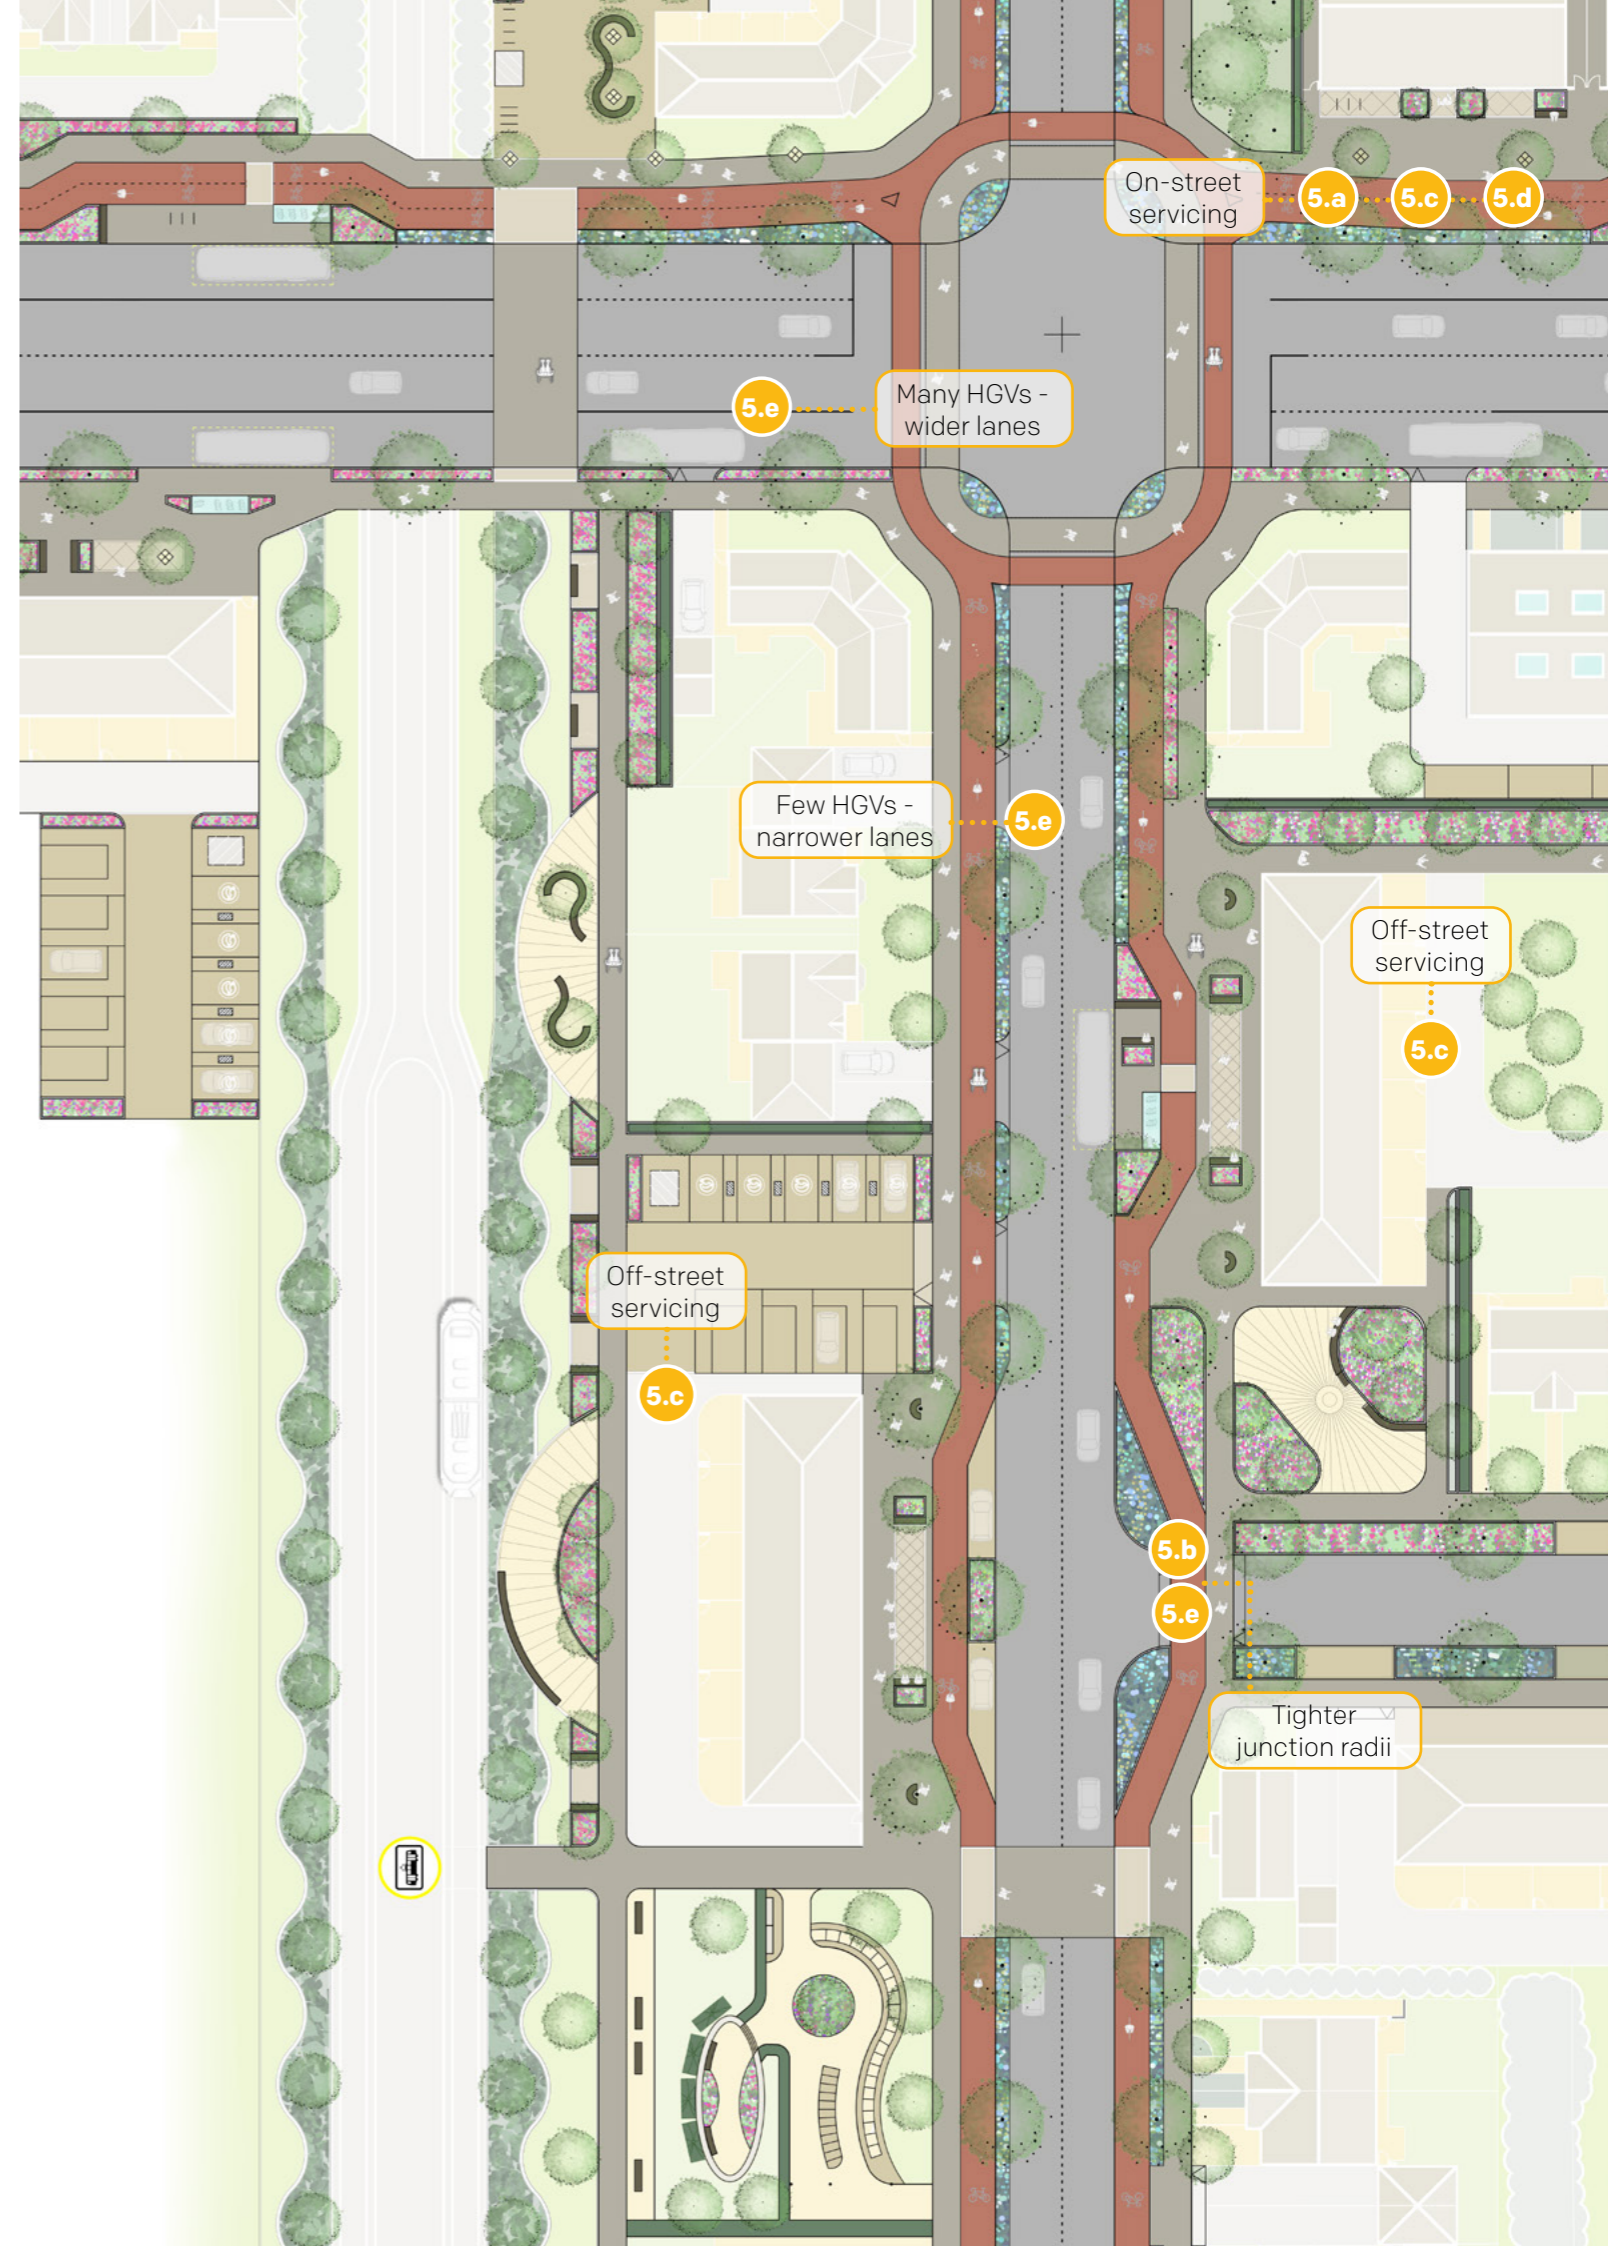 On-street
servicing
5.a
5.c
5.d
5.e
Many HGVs -
wider lanes
Few HGVs -
narrower lanes
5.e
Off-street
servicing
5.c
Off-street
servicing
5.c
5.b
5.e
Tighter
junction radii